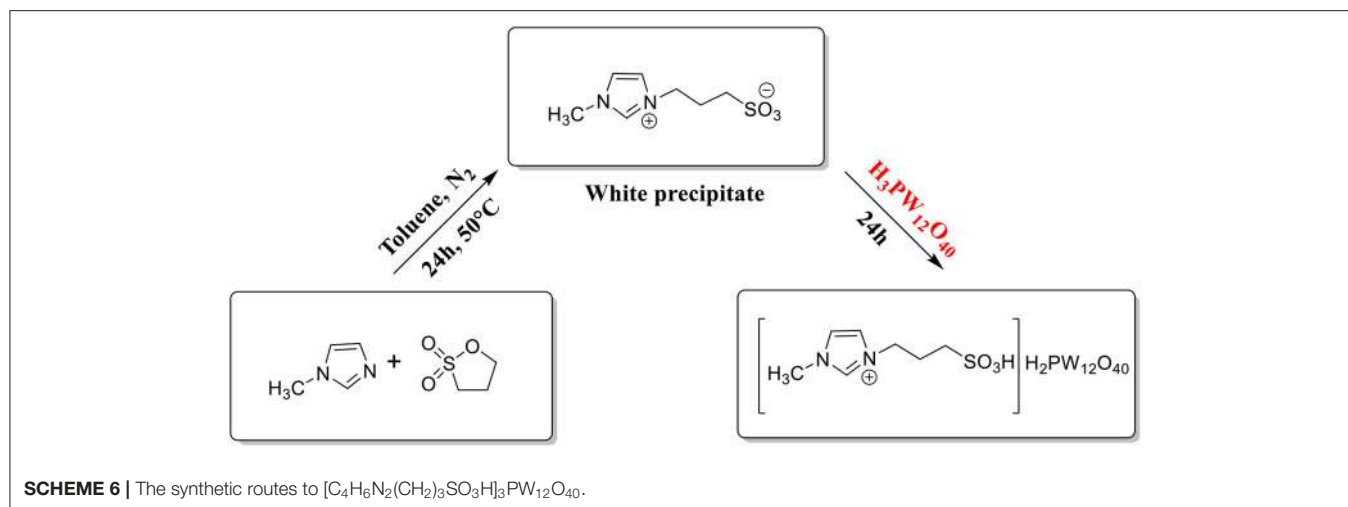 H₃C
N
N
⊕
SO₃
⊖
White precipitate
Toluene, N₂
24h, 50°C
H₃PW₁₂O₄₀
24h
H₃C
N
N
+
O
S
O
O
H₃C
N
N
⊕
SO₃H
H₂PW₁₂O₄₀
SCHEME 6 | The synthetic routes to [C₄H₆N₂(CH₂)₃SO₃H]₃PW₁₂O₄₀.